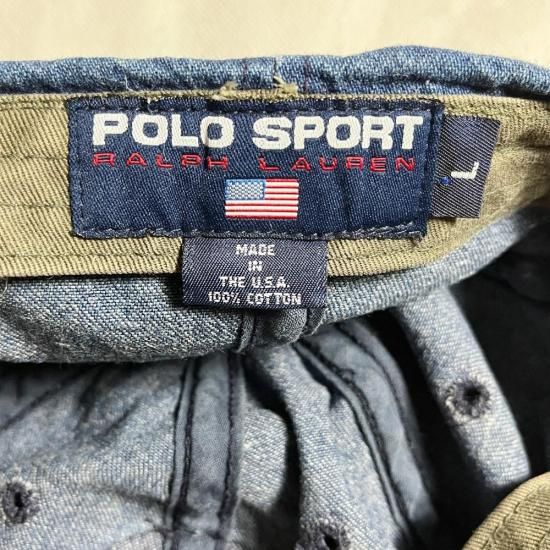 POLO SPORT
RALPH LAUREN
L
MADE
IN
THE U.S.A.
100% COTTON